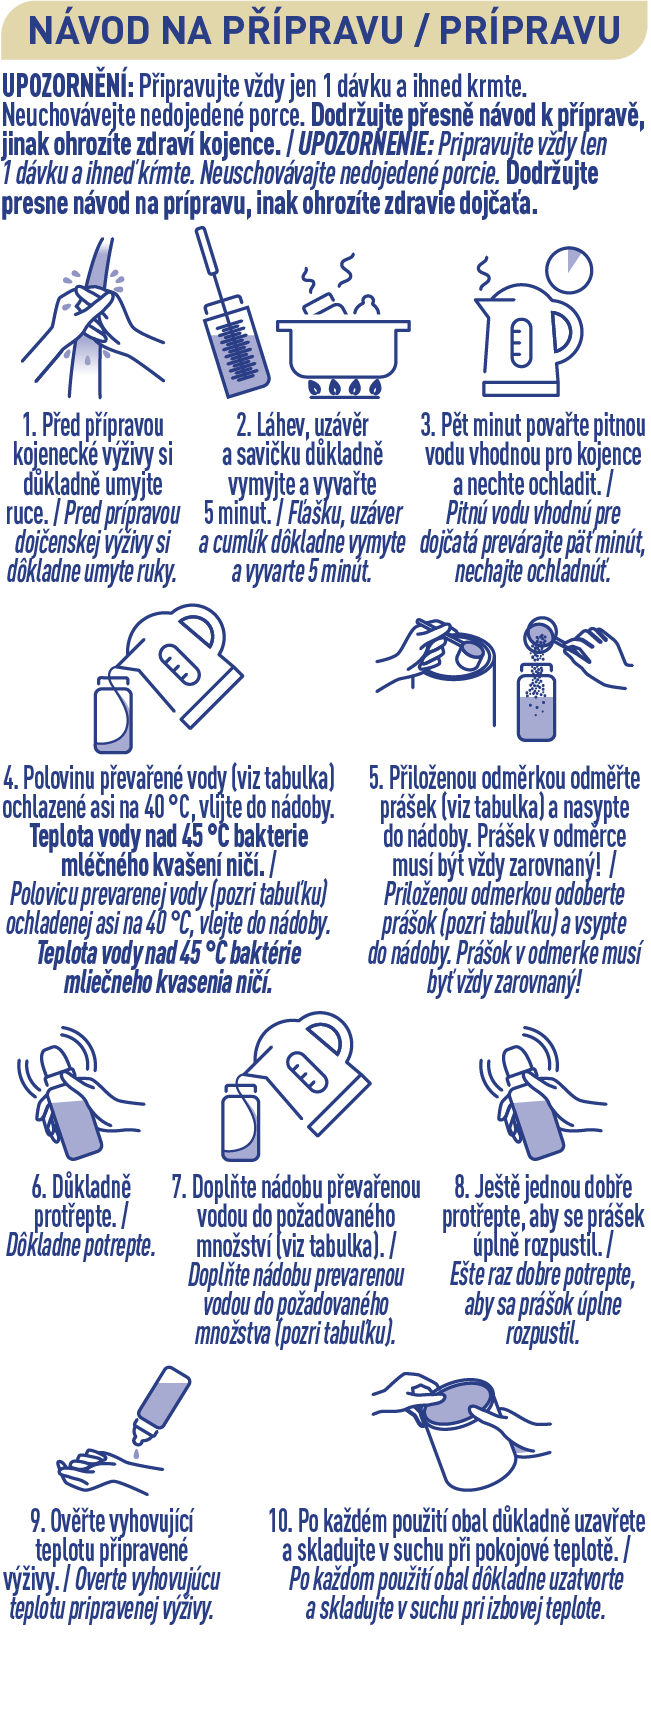 NÁVOD NA PŘÍPRAVU / PRÍPRAVU
UPOZORNĚNÍ: Připravujte vždy jen 1 dávku a ihned krmte.
Neuchovávejte nedojedené porce. Dodržujte přesně návod k přípravě,
jinak ohrozíte zdraví kojence. / UPOZORNENIE: Pripravujte vždy len
1 dávku a ihneď kŕmte. Neuschovávajte nedojedené porcie. Dodržujte
presne návod na prípravu, inak ohrozíte zdravie dojčaťa.
1. Před přípravou
kojenecké výživy si
důkladně umyjte
ruce. / Pred prípravou
dojčenskej výživy si
dôkladne umyte ruky.
2. Láhev, uzávěr
a savičku důkladně
vymyjte a vyvařte
5 minut. / Fľašku, uzáver
a cumlík dôkladne vymyte
a vyvarte 5 minút.
3. Pět minut povařte pitnou
vodu vhodnou pro kojence
a nechte ochladit. /
Pitnú vodu vhodnú pre
dojčatá prevárajte päť minút,
nechajte ochladnúť.
4. Polovinu převařené vody (viz tabulka)
ochlazené asi na 40 °C, vlijte do nádoby.
Teplota vody nad 45 °C bakterie
mléčného kvašení ničí. /
Polovicu prevarenej vody (pozri tabuľku)
ochladenej asi na 40 °C, vlejte do nádoby.
Teplota vody nad 45 °C baktérie
mliečneho kvasenia ničí.
5. Přiloženou odměrkou odměřte
prášek (viz tabulka) a nasypte
do nádoby. Prášek v odměrce
musí být vždy zarovnaný! /
Priloženou odmerkou odoberte
prášok (pozri tabuľku) a vsypte
do nádoby. Prášok v odmerke musí
byť vždy zarovnaný!
6. Důkladně
protřepte. /
Dôkladne potrepte.
7. Doplňte nádobu převařenou
vodou do požadovaného
množství (viz tabulka). /
Doplňte nádobu prevarenou
vodou do požadovaného
množstva (pozri tabuľku).
8. Ještě jednou dobře
protřepte, aby se prášek
úplně rozpustil. /
Ešte raz dobre potrepte,
aby sa prášok úplne
rozpustil.
9. Ověřte vyhovující
teplotu připravené
výživy. / Overte vyhovujúcu
teplotu pripravenej výživy.
10. Po každém použití obal důkladně uzavřete
a skladujte v suchu při pokojové teplotě. /
Po každom použití obal dôkladne uzatvorte
a skladujte v suchu pri izbovej teplote.